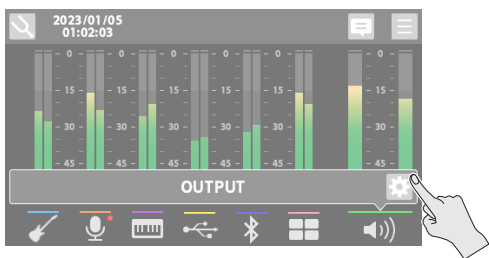 2023/01/05
01:02:03
- 0 - - 0 - - 0 - - 0 - - 0 -
- 15 - - 15 - - 15 - - 15 - - 15 -
- 30 - - 30 - - 30 - - 30 - - 30 -
- 45 - - 45 - - 45 - - 45 - - 45 -
OUTPUT